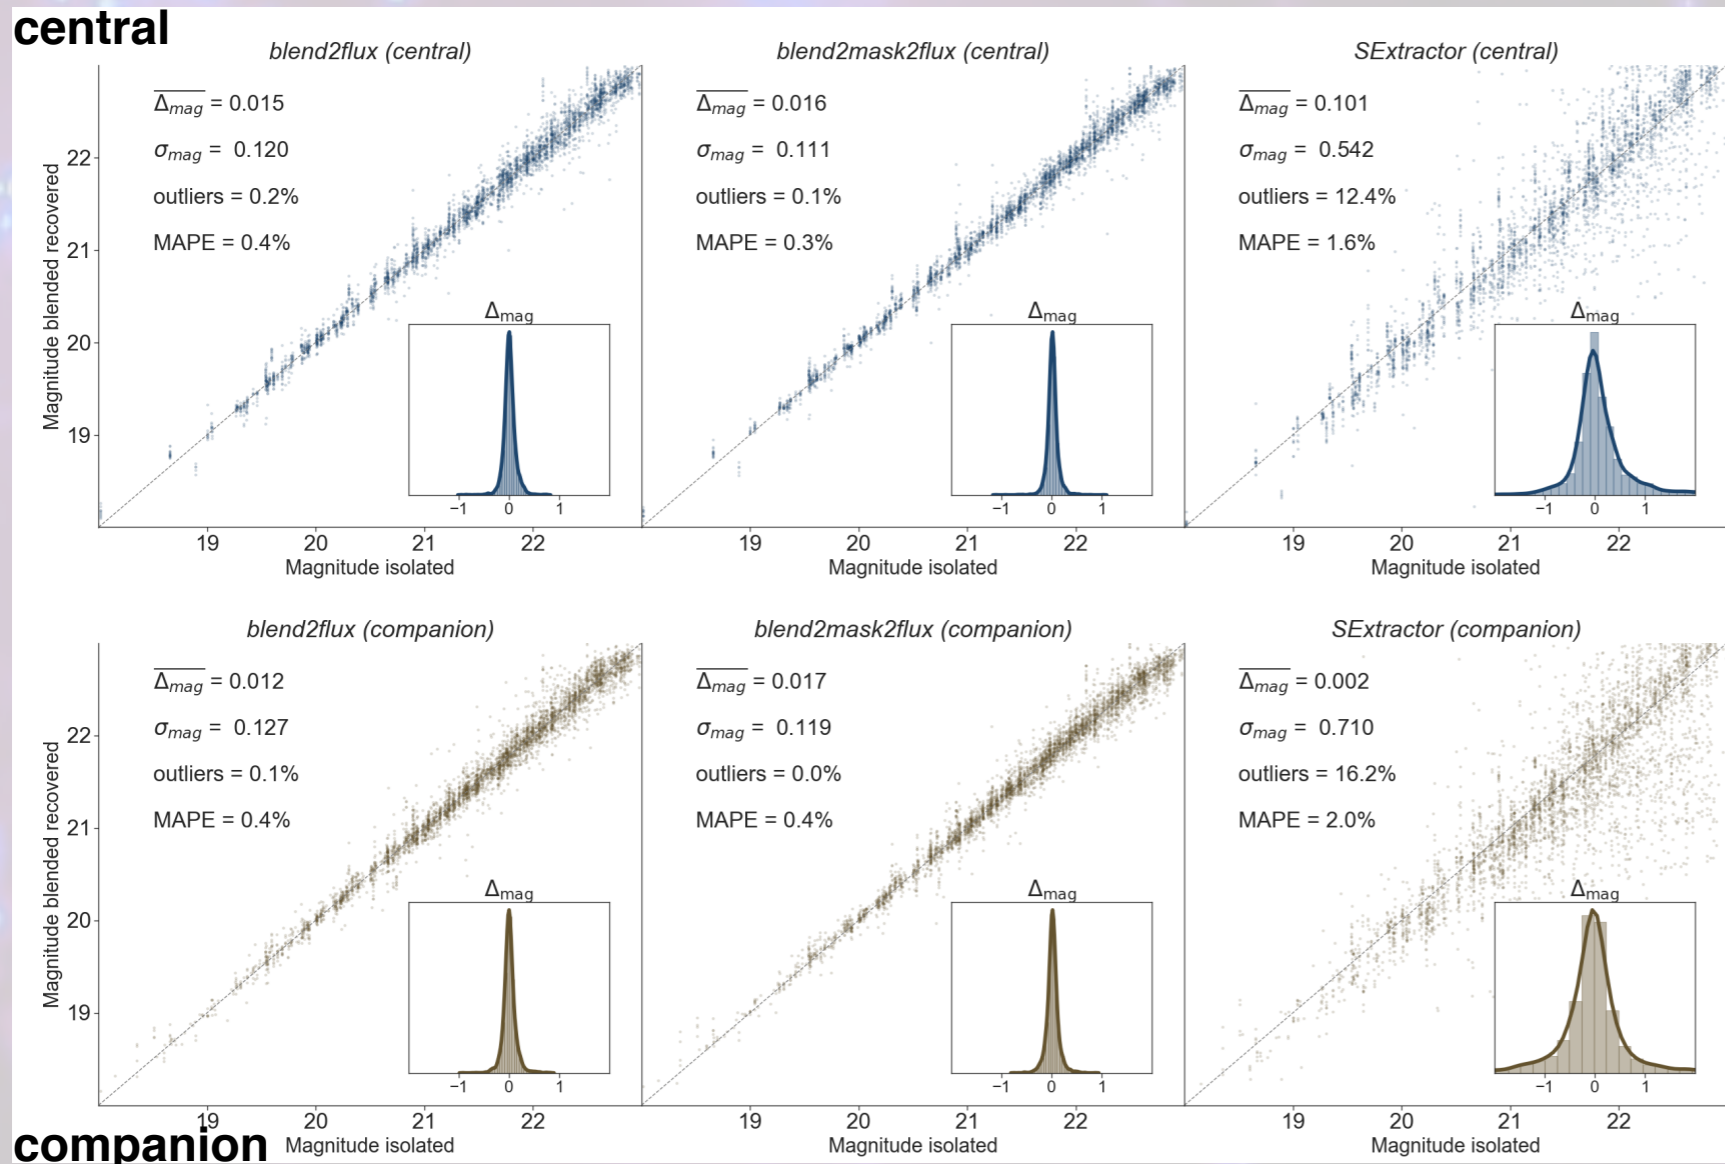 central
blend2flux (central)
blend2mask2flux (central)
SExtractor (central)
Δmag = 0.015
σmag = 0.120
outliers = 0.2%
MAPE = 0.4%
Δmag = 0.016
σmag = 0.111
outliers = 0.1%
MAPE = 0.3%
Δmag = 0.101
σmag = 0.542
outliers = 12.4%
MAPE = 1.6%
Magnitude blended recovered
22
21
20
19
Δmag
−1 0 1
Δmag
−1 0 1
Δmag
−1 0 1
19 20 21 22
19 20 21 22
19 20 21 22
Magnitude isolated
Magnitude isolated
Magnitude isolated
blend2flux (companion)
blend2mask2flux (companion)
SExtractor (companion)
Δmag = 0.012
σmag = 0.127
outliers = 0.1%
MAPE = 0.4%
Δmag = 0.017
σmag = 0.119
outliers = 0.0%
MAPE = 0.4%
Δmag = 0.002
σmag = 0.710
outliers = 16.2%
MAPE = 2.0%
Magnitude blended recovered
22
21
20
19
Δmag
−1 0 1
Δmag
−1 0 1
Δmag
−1 0 1
19 20 21 22
19 20 21 22
19 20 21 22
Magnitude isolated
Magnitude isolated
Magnitude isolated
companion